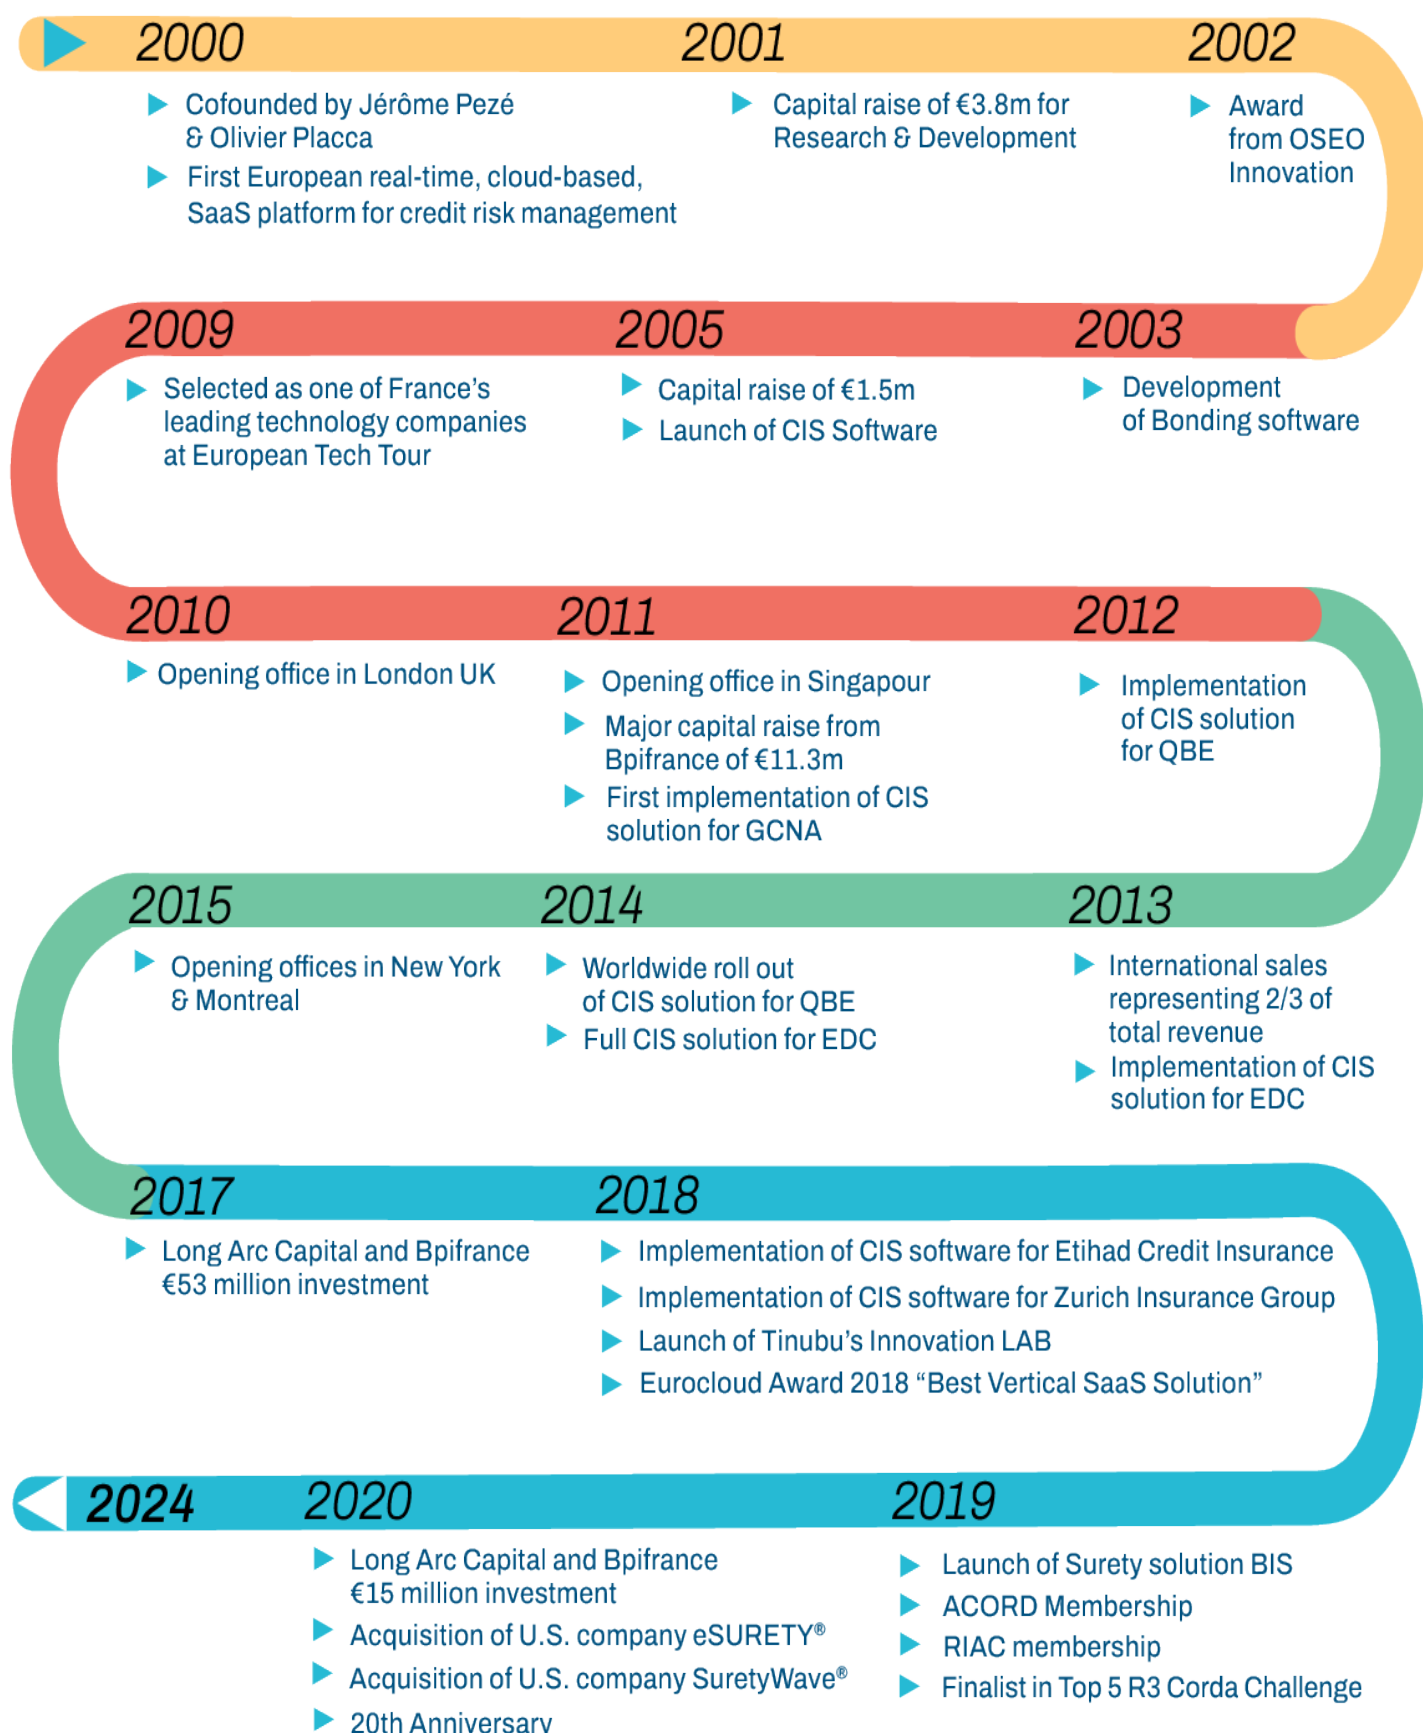 2000
Cofounded by Jérôme Pezé
& Olivier Placca
First European real-time, cloud-based,
SaaS platform for credit risk management
2001
Capital raise of €3.8m for
Research & Development
2002
Award
from OSEO
Innovation
2003
Development
of Bonding software
2005
Capital raise of €1.5m
Launch of CIS Software
2009
Selected as one of France’s
leading technology companies
at European Tech Tour
2010
Opening office in London UK
2011
Opening office in Singapour
Major capital raise from
Bpifrance of €11.3m
First implementation of CIS
solution for GCNA
2012
Implementation
of CIS solution
for QBE
2013
International sales
representing 2/3 of
total revenue
Implementation of CIS
solution for EDC
2014
Worldwide roll out
of CIS solution for QBE
Full CIS solution for EDC
2015
Opening offices in New York
& Montreal
2017
Long Arc Capital and Bpifrance
€53 million investment
2018
Implementation of CIS software for Etihad Credit Insurance
Implementation of CIS software for Zurich Insurance Group
Launch of Tinubu’s Innovation LAB
Eurocloud Award 2018 “Best Vertical SaaS Solution”
2019
Launch of Surety solution BIS
ACORD Membership
RIAC membership
Finalist in Top 5 R3 Corda Challenge
2020
Long Arc Capital and Bpifrance
€15 million investment
Acquisition of U.S. company eSURETY®
Acquisition of U.S. company SuretyWave®
20th Anniversary
2024